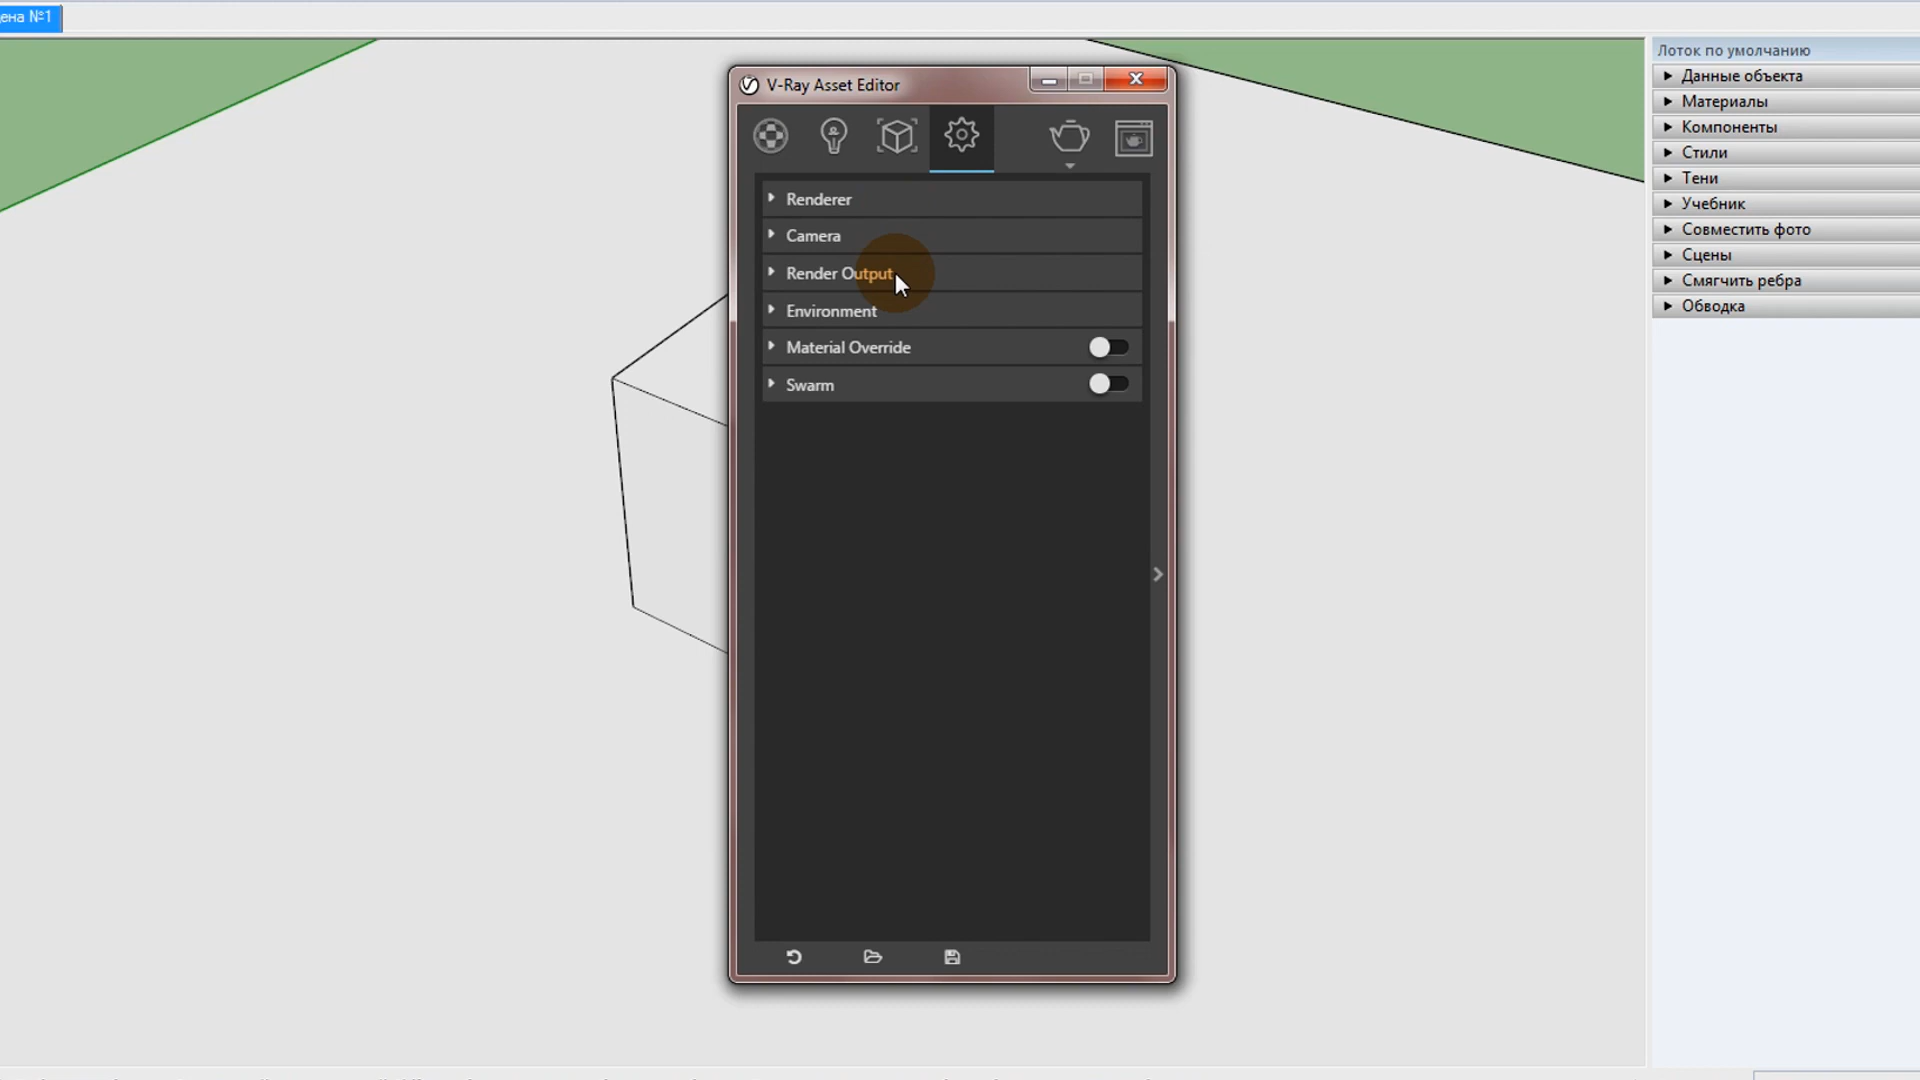 ена №1
Лоток по умолчанию
Данные объекта
Материалы
Компоненты
Стили
Тени
Учебник
Совместить фото
Сцены
Смягчить ребра
Обводка
V-Ray Asset Editor
Renderer
Camera
Render Output
Environment
Material Override
Swarm